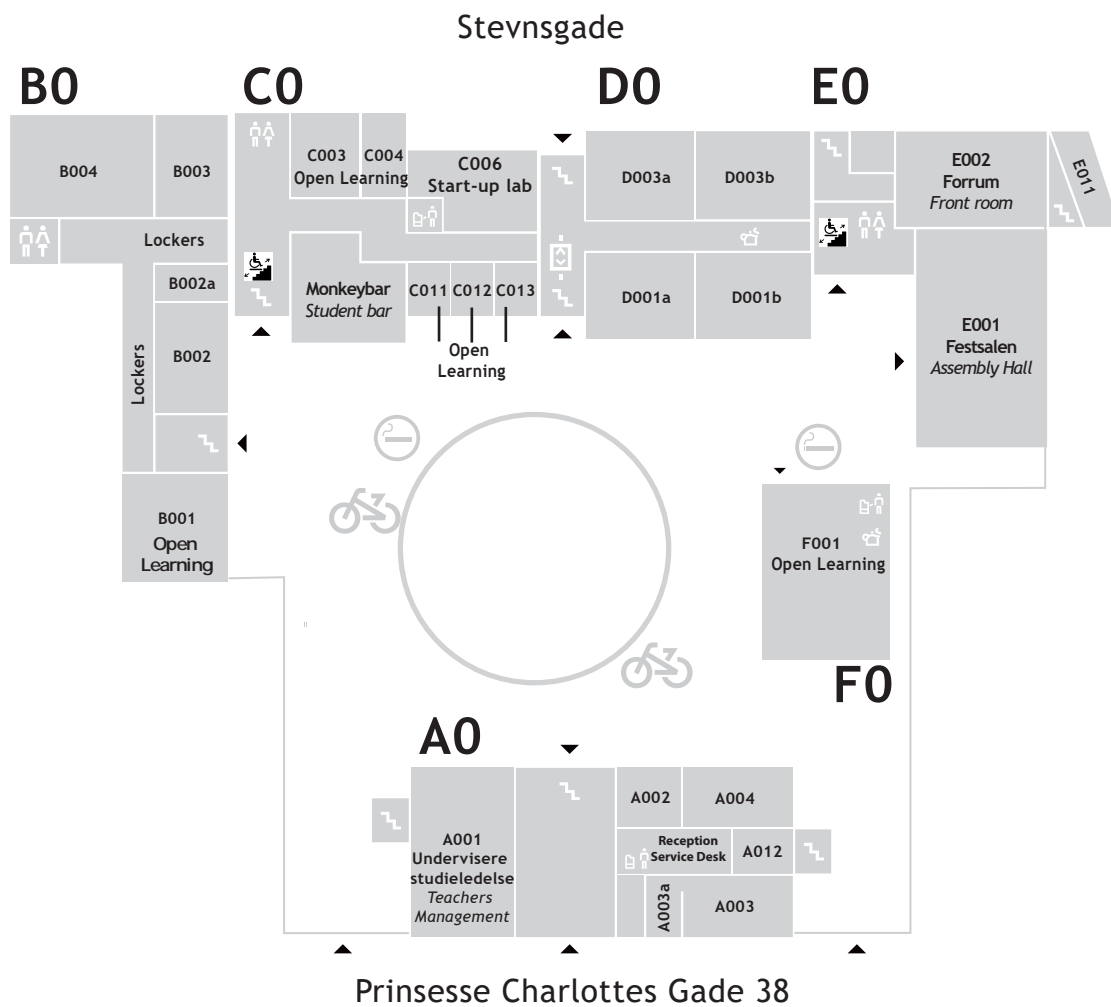 Stevnsgade
B0
C0
D0
E0
B004
B003
Lockers
B002a
B002
Lockers
B001
Open
Learning
C003
C004
Open Learning
C006
Start-up lab
Monkeybar
Student bar
C011
C012
C013
Open
Learning
D003a
D003b
D001a
D001b
E002
Forrum
Front room
E011
E001
Festsalen
Assembly Hall
F001
Open Learning
F0
A0
A001
Undervisere
studieledelse
Teachers
Management
A002
A004
Reception
Service Desk
A012
A003a
A003
Prinsesse Charlottes Gade 38